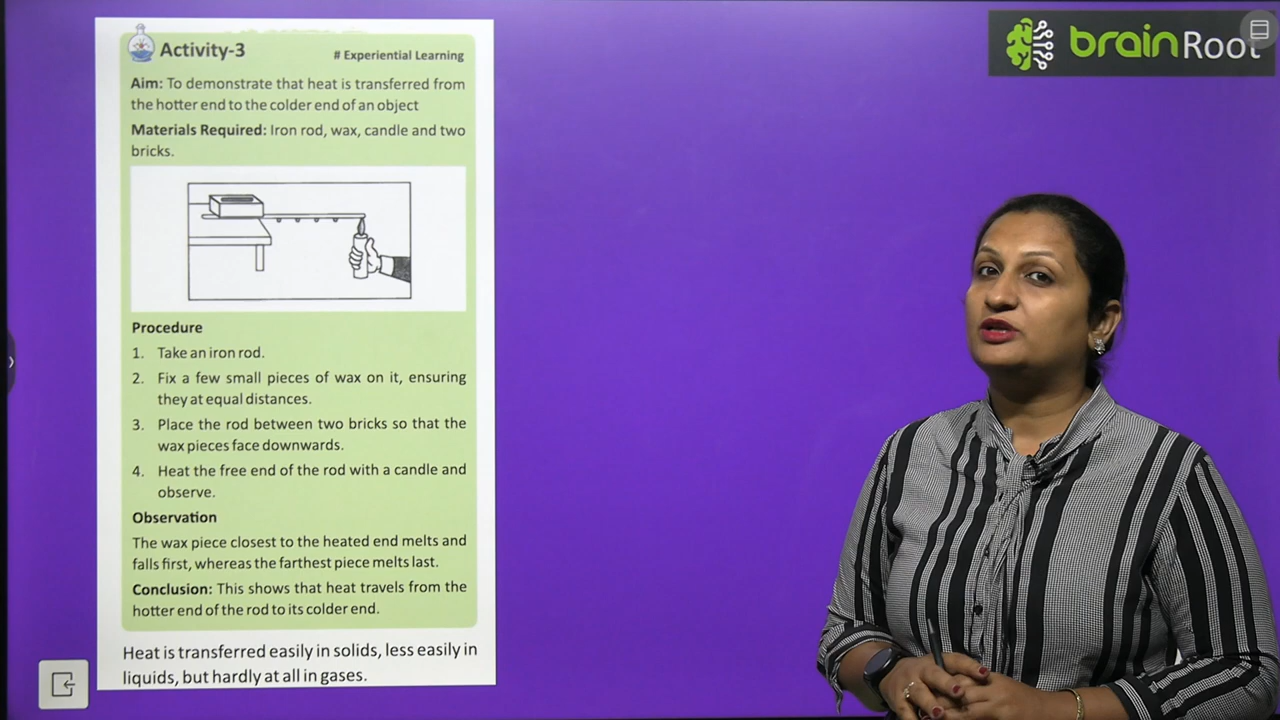 Activity-3
# Experiential Learning
Aim: To demonstrate that heat is transferred from
the hotter end to the colder end of an object
Materials Required: Iron rod, wax, candle and two
bricks.
Procedure
1. Take an iron rod.
2. Fix a few small pieces of wax on it, ensuring
they at equal distances.
3. Place the rod between two bricks so that the
wax pieces face downwards.
4. Heat the free end of the rod with a candle and
observe.
Observation
The wax piece closest to the heated end melts and
falls first, whereas the farthest piece melts last.
Conclusion: This shows that heat travels from the
hotter end of the rod to its colder end.
Heat is transferred easily in solids, less easily in
liquids, but hardly at all in gases.
brain Root